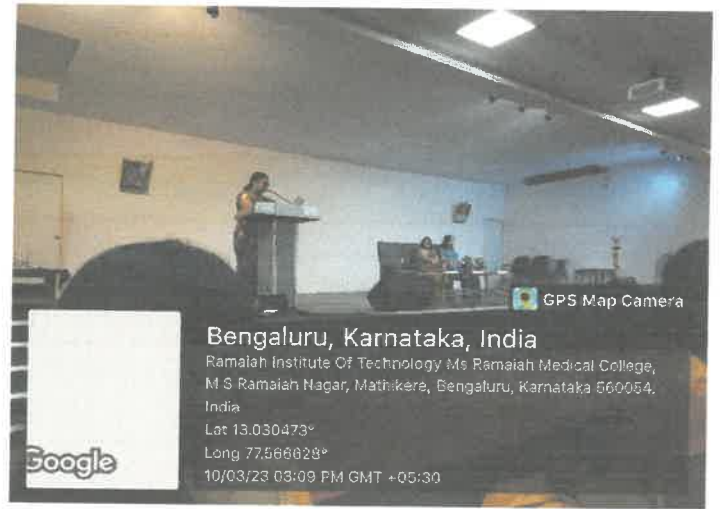 GPS Map Camera
Bengaluru, Karnataka, India
Ramaiah Institute Of Technology Ms Ramaiah Medical College,
M S Ramaiah Nagar, Mathikere, Bengaluru, Karnataka 560054,
India
Lat 13.030473°
Long 77.566628°
Google
10/03/23 03:09 PM GMT +05:30